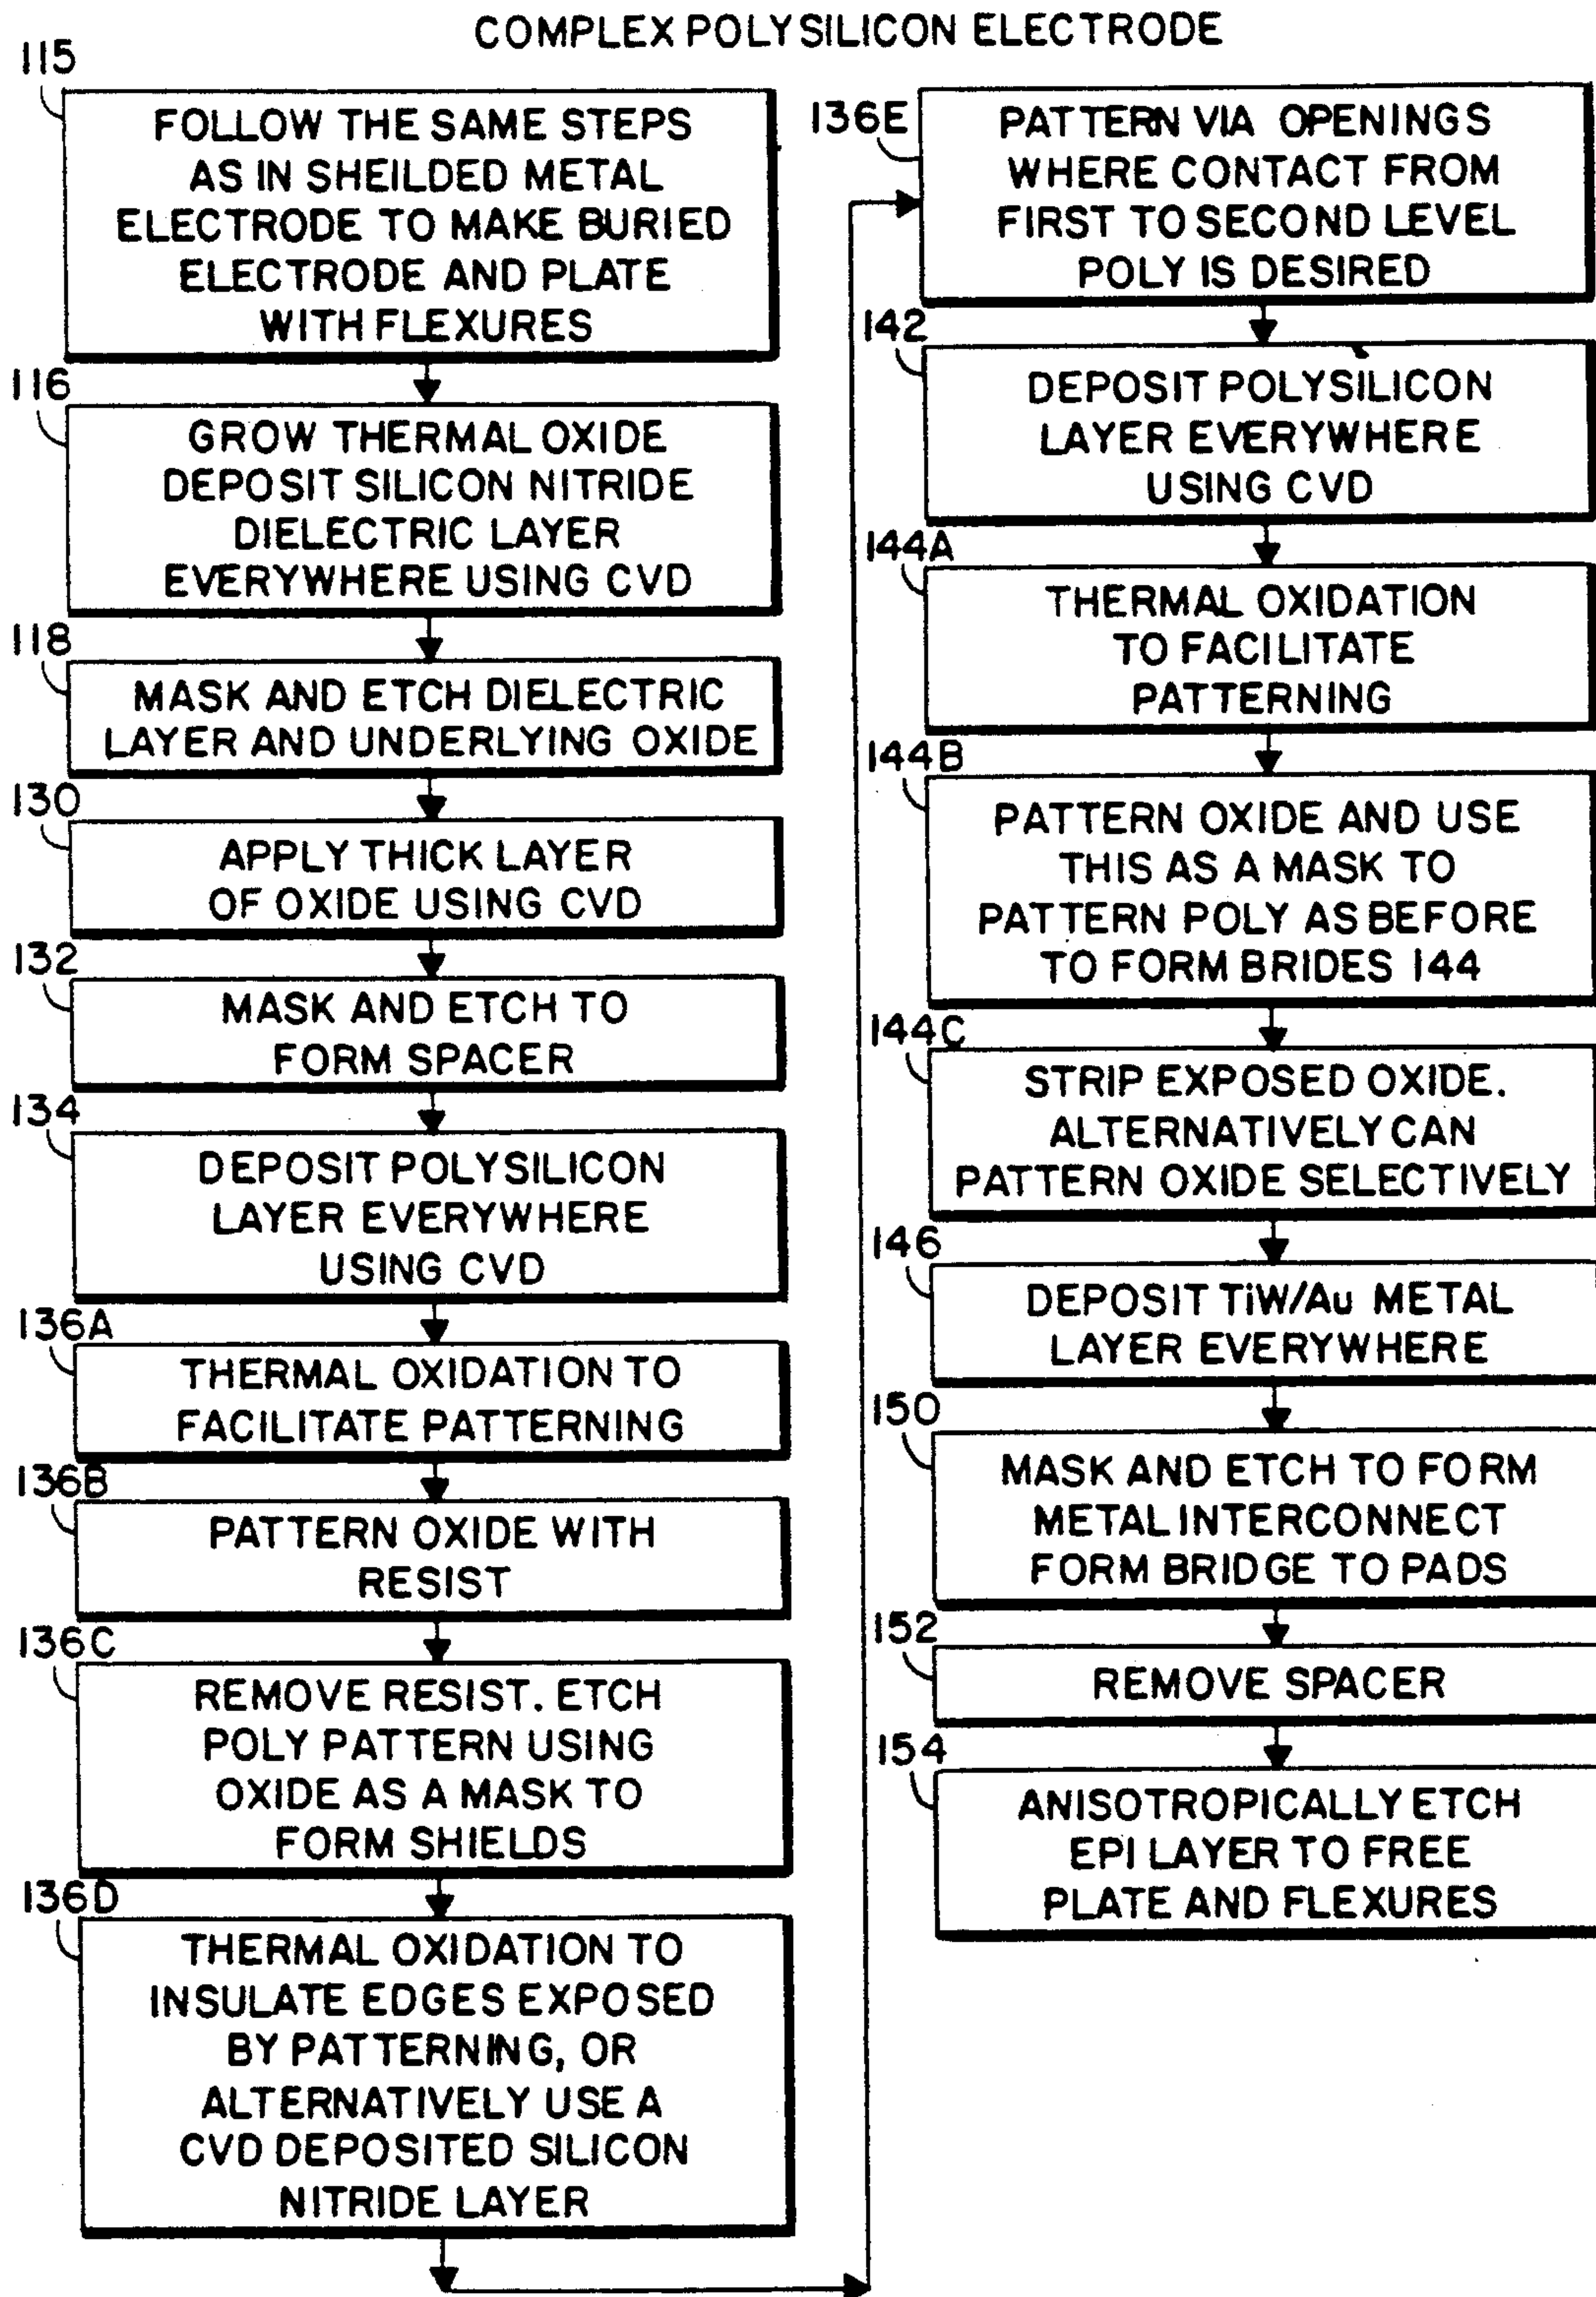 COMPLEX POLYSILICON ELECTRODE
115
FOLLOW THE SAME STEPS
AS IN SHEILDED METAL
ELECTRODE TO MAKE BURIED
ELECTRODE AND PLATE
WITH FLEXURES
116
GROW THERMAL OXIDE
DEPOSIT SILICON NITRIDE
DIELECTRIC LAYER
EVERYWHERE USING CVD
118
MASK AND ETCH DIELECTRIC
LAYER AND UNDERLYING OXIDE
130
APPLY THICK LAYER
OF OXIDE USING CVD
132
MASK AND ETCH TO
FORM SPACER
134
DEPOSIT POLYSILICON
LAYER EVERYWHERE
USING CVD
136A
THERMAL OXIDATION TO
FACILITATE PATTERNING
136B
PATTERN OXIDE WITH
RESIST
136C
REMOVE RESIST. ETCH
POLY PATTERN USING
OXIDE AS A MASK TO
FORM SHIELDS
136D
THERMAL OXIDATION TO
INSULATE EDGES EXPOSED
BY PATTERNING, OR
ALTERNATIVELY USE A
CVD DEPOSITED SILICON
NITRIDE LAYER
136E
PATTERN VIA OPENINGS
WHERE CONTACT FROM
FIRST TO SECOND LEVEL
POLY IS DESIRED
142
DEPOSIT POLYSILICON
LAYER EVERYWHERE
USING CVD
144A
THERMAL OXIDATION
TO FACILITATE
PATTERNING
144B
PATTERN OXIDE AND USE
THIS AS A MASK TO
PATTERN POLY AS BEFORE
TO FORM BRIDES 144
144C
STRIP EXPOSED OXIDE.
ALTERNATIVELY CAN
PATTERN OXIDE SELECTIVELY
146
DEPOSIT TiW/Au METAL
LAYER EVERYWHERE
150
MASK AND ETCH TO FORM
METAL INTERCONNECT
FORM BRIDGE TO PADS
152
REMOVE SPACER
154
ANISOTROPICALLY ETCH
EPI LAYER TO FREE
PLATE AND FLEXURES